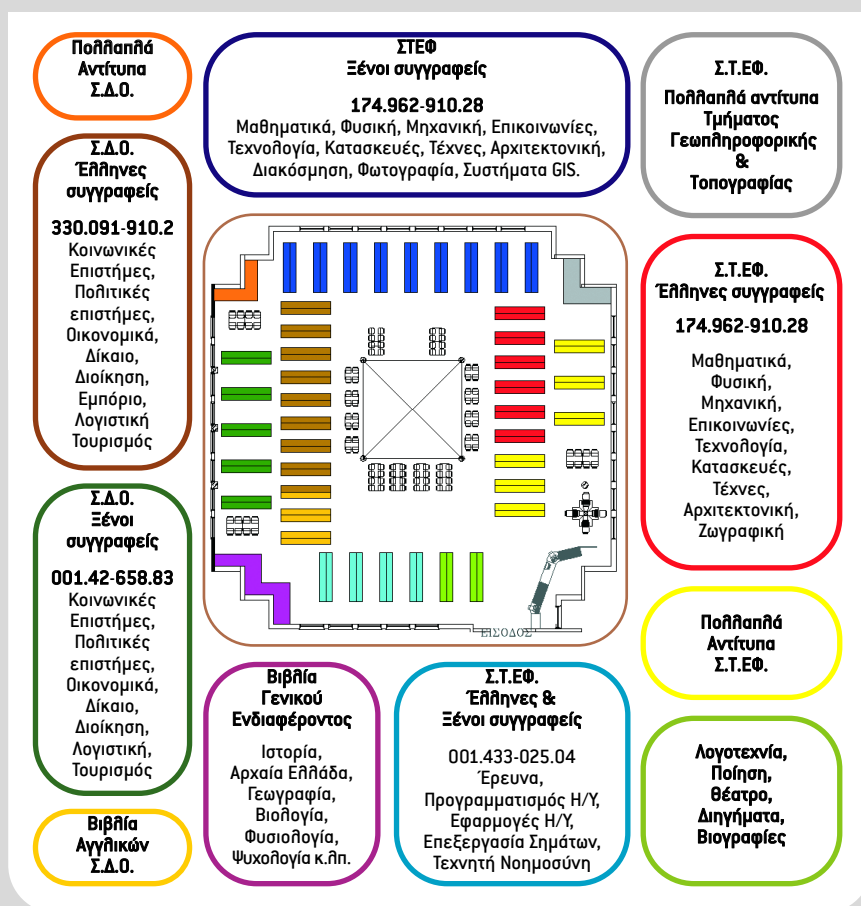 Πολλαπλά
Αντίτυπα
Σ.Δ.Ο.
ΣΤΕΦ
Ξένοι συγγραφείς
174.962-910.28
Μαθηματικά, Φυσική, Μηχανική, Επικοινωνίες,
Τεχνολογία, Κατασκευές, Τέχνες, Αρχιτεκτονική,
Διακόσμηση, Φωτογραφία, Συστήματα GIS.
Σ.Τ.ΕΦ.
Πολλαπλά αντίτυπα
Τμήματος
Γεωπληροφορικής
&
Τοπογραφίας
Σ.Δ.Ο.
Έλληνες
συγγραφείς
330.091-910.2
Κοινωνικές
Επιστήμες,
Πολιτικές
επιστήμες,
Οικονομικά,
Δίκαιο,
Διοίκηση,
Εμπόριο,
Λογιστική
Τουρισμός
Σ.Τ.ΕΦ.
Έλληνες συγγραφείς
174.962-910.28
Μαθηματικά,
Φυσική,
Μηχανική,
Επικοινωνίες,
Τεχνολογία,
Κατασκευές,
Τέχνες,
Αρχιτεκτονική,
Ζωγραφική
Σ.Δ.Ο.
Ξένοι
συγγραφείς
001.42-658.83
Κοινωνικές
Επιστήμες,
Πολιτικές
επιστήμες,
Οικονομικά,
Δίκαιο,
Διοίκηση,
Λογιστική,
Τουρισμός
ΕΙΣΟΔΟΣ
Πολλαπλά
Αντίτυπα
Σ.Τ.ΕΦ.
Βιβλία
Αγγλικών
Σ.Δ.Ο.
Βιβλία
Γενικού
Ενδιαφέροντος
Ιστορία,
Αρχαία Ελλάδα,
Γεωγραφία,
Βιολογία,
Φυσιολογία,
Ψυχολογία κ.λπ.
Σ.Τ.ΕΦ.
Έλληνες &
Ξένοι συγγραφείς
001.433-025.04
Έρευνα,
Προγραμματισμός Η/Υ,
Εφαρμογές Η/Υ,
Επεξεργασία Σημάτων,
Τεχνητή Νοημοσύνη
Λογοτεχνία,
Ποίηση,
Θέατρο,
Διηγήματα,
Βιογραφίες